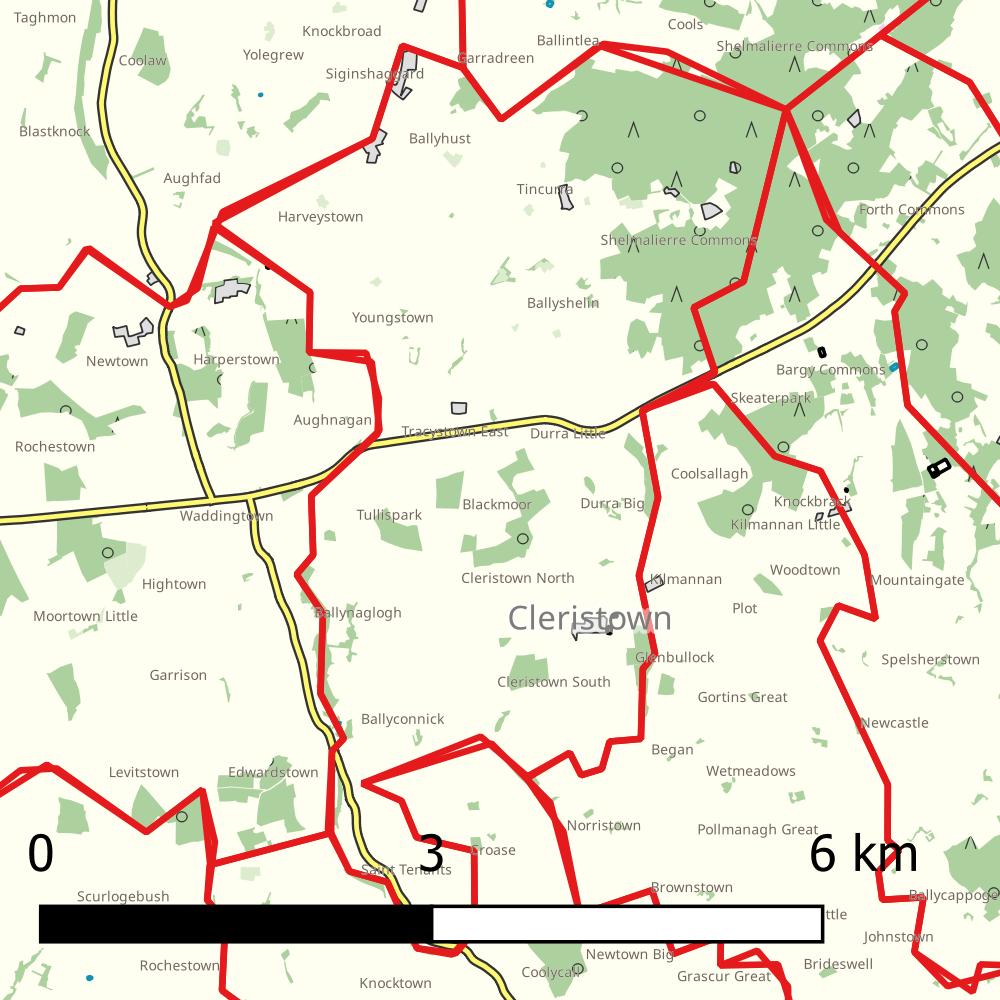 Taghmon
Cools
Knockbroad
Ballintlea
Shelmalierre Commons
Yolegrew
Garradreen
Coolaw
Siginshaggard
Blastknock
Ballyhust
Aughfad
Tincurra
Harveystown
Forth Commons
Shelmalierre Commons
Ballyshelin
Youngstown
Newtown
Harperstown
Bargy Commons
Skeaterpark
Aughnagan
Tracystown East
Durra Little
Rochestown
Coolsallagh
Blackmoor
Durra Big
Knockbrack
Waddingtown
Tullispark
Kilmannan Little
Cleristown North
Kilmannan
Woodtown
Mountaingate
Hightown
Plot
Moortown Little
Ballynaglogh
Cleristown
Glenbullock
Spelsherstown
Garrison
Cleristown South
Gortins Great
Ballyconnick
Newcastle
Began
Levitstown
Edwardstown
Wetmeadows
Norristown
Pollmanagh Great
0
3
6 km
Croase
Saint Tenants
Brownstown
Scurlogebush
Ballycappoge
ttle
Johnstown
Newtown Big
Rochestown
Brideswell
Coolycall
Grascur Great
Knocktown